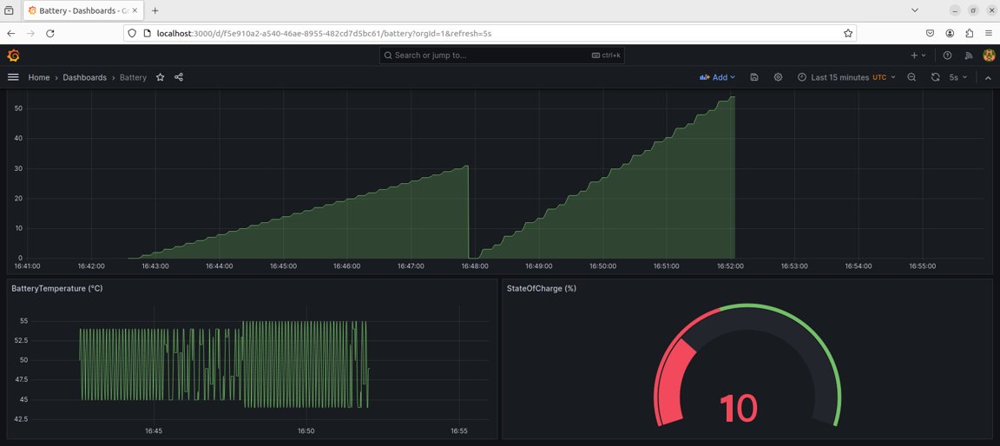 Battery - Dashboards - Gr
localhost:3000/d/f5e910a2-a540-46ae-8955-482cd7d5bc61/battery?orgId=1&refresh=5s
Search or jump to... ctrl+k
Home > Dashboards > Battery Add Last 15 minutes UTC 5s
50
40
30
20
10
0
16:41:00 16:42:00 16:43:00 16:44:00 16:45:00 16:46:00 16:47:00 16:48:00 16:49:00 16:50:00 16:51:00 16:52:00 16:53:00 16:54:00 16:55:00
BatteryTemperature (°C)
55
52.5
50
47.5
45
42.5
16:45 16:50 16:55
StateOfCharge (%)
10